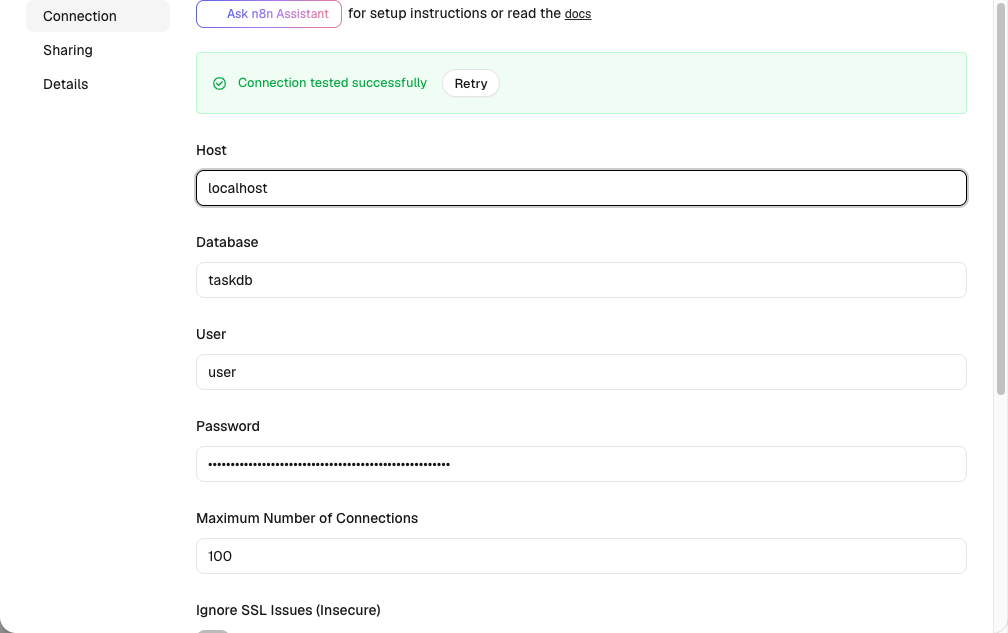 Connection
Sharing
Details
Ask n8n Assistant for setup instructions or read the docs
Connection tested successfully Retry
Host
localhost
Database
taskdb
User
user
Password
••••••••••••••••••••••••••••••••••••••••••••••••••••••
Maximum Number of Connections
100
Ignore SSL Issues (Insecure)